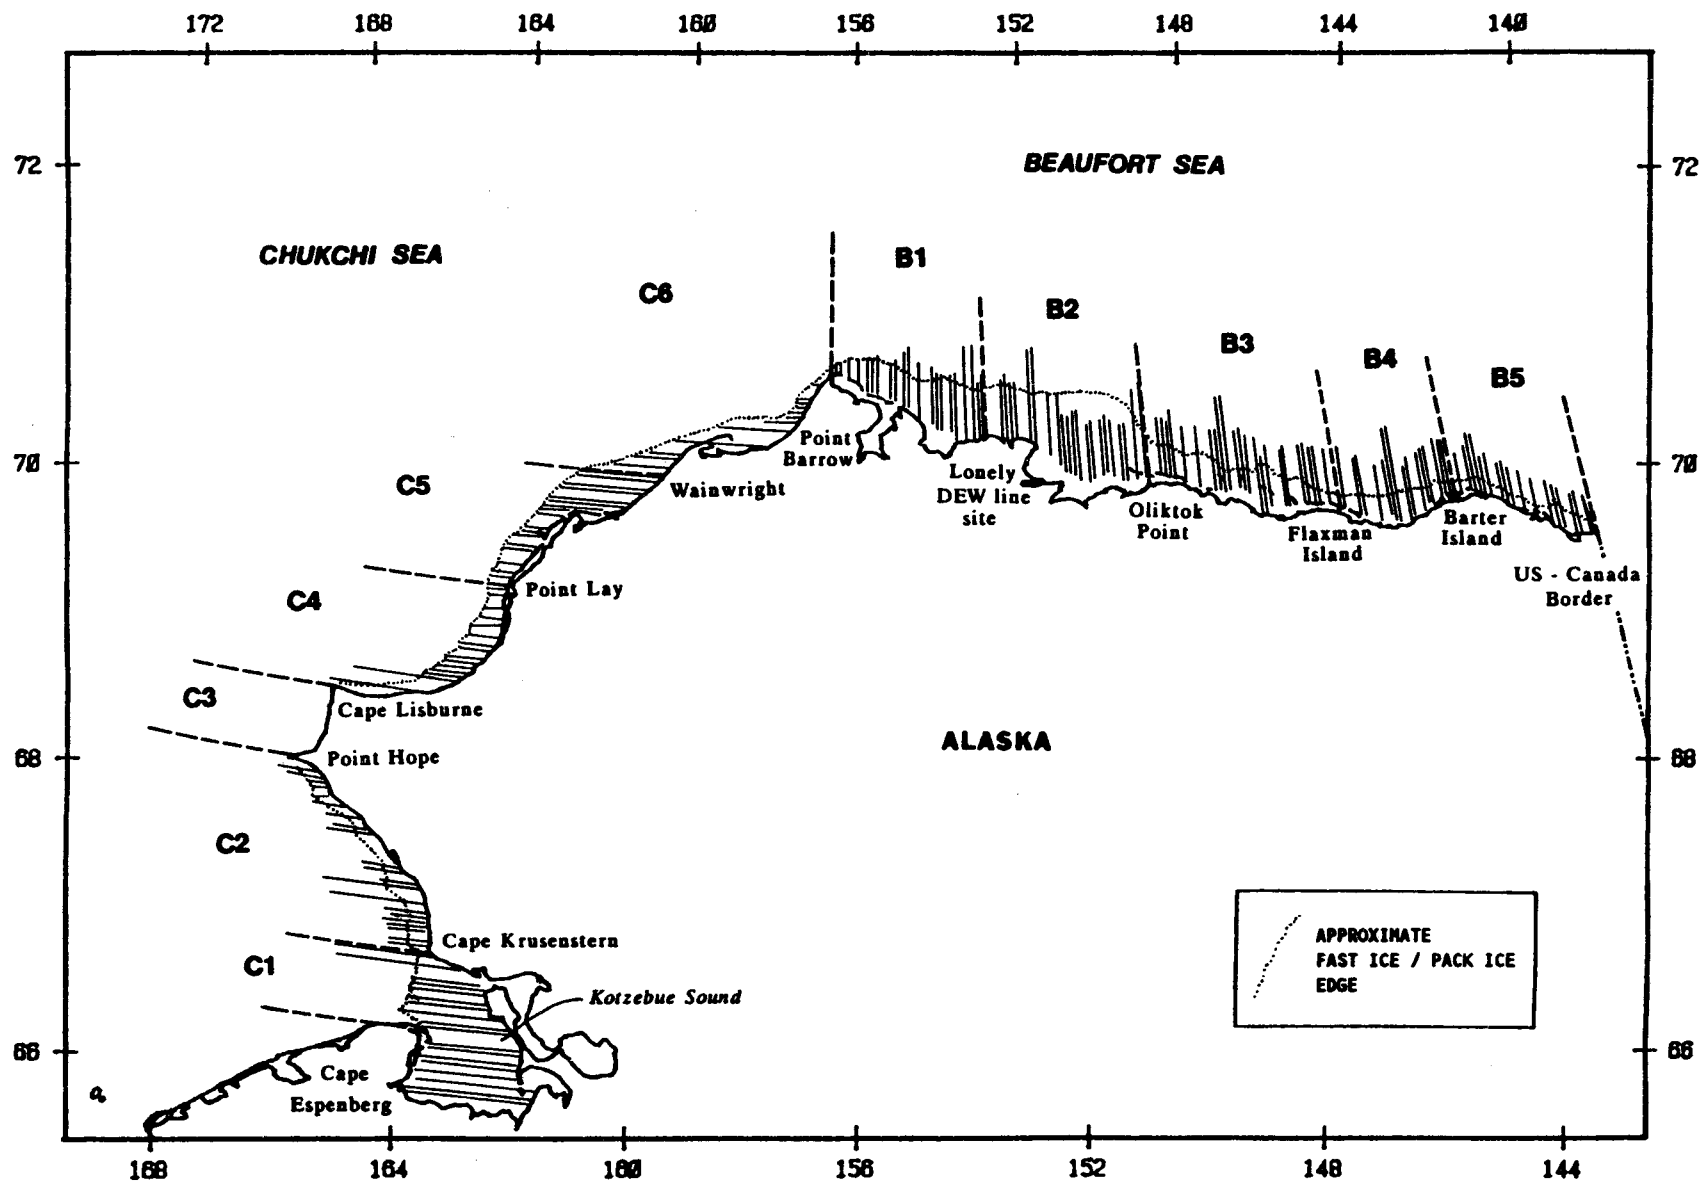 172 168 164 160 156 152 148 144 140
72 72
BEAUFORT SEA
CHUKCHI SEA
B1
C6
B2
B3
B4
B5
Point
Barrow
70 70
Lonely
DEW line
site
C5
Wainwright
Oliktok
Point
Flaxman
Island
Barter
Island
US - Canada
Border
Point Lay
C4
C3
Cape Lisburne
ALASKA
Point Hope
68 68
C2
Cape Krusenstern
C1
Kotzebue Sound
APPROXIMATE
FAST ICE / PACK ICE
EDGE
66 66
Cape
Espenberg
168 164 160 156 152 148 144